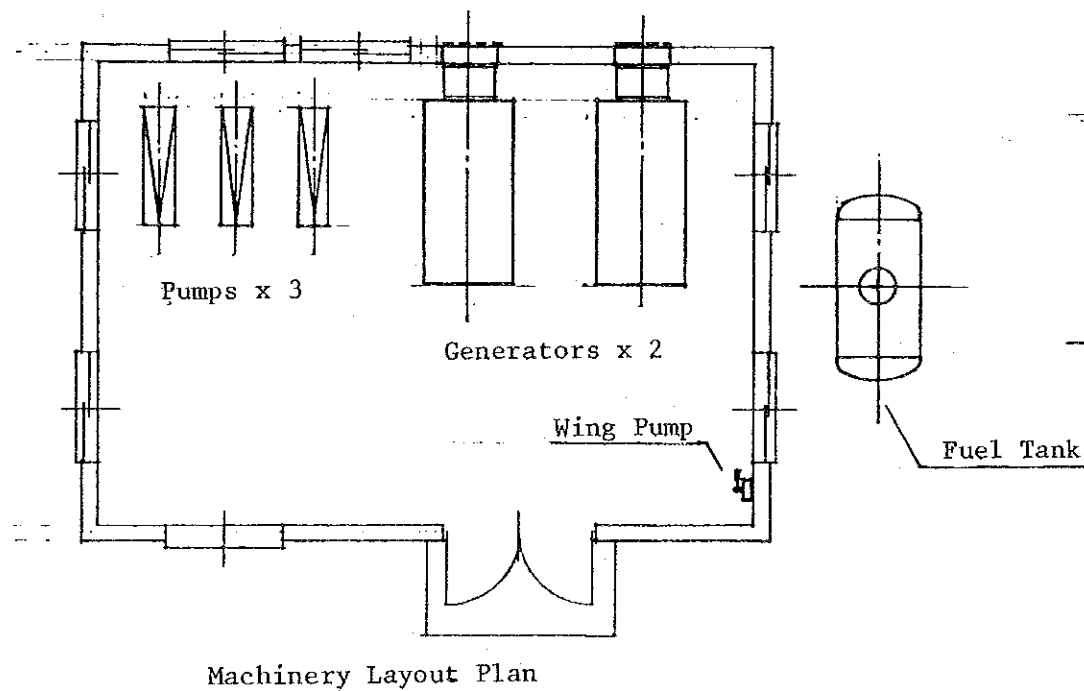 Pumps x 3
Generators x 2
Wing Pump
Fuel Tank
Machinery Layout Plan